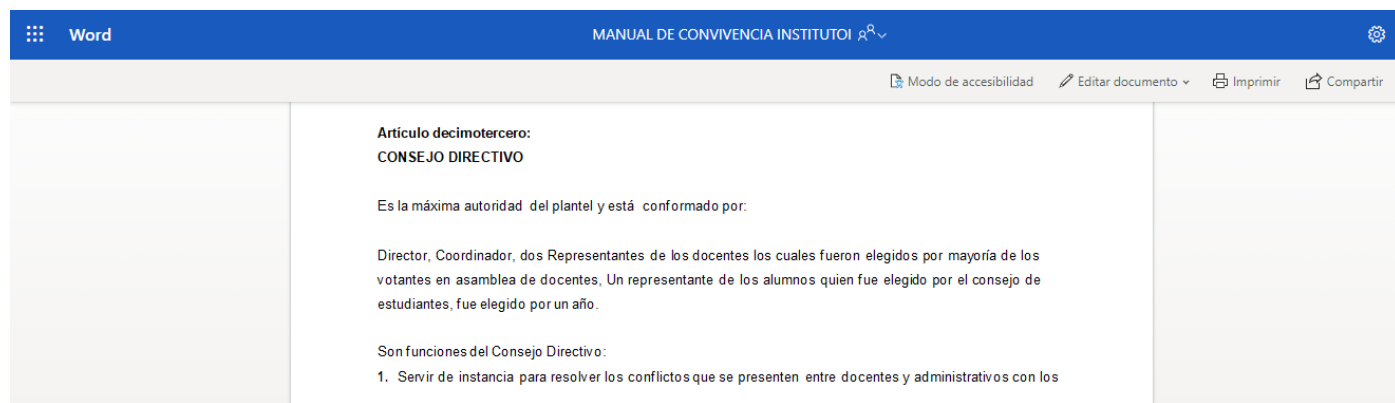 Word
MANUAL DE CONVIVENCIA INSTITUTOI
Modo de accesibilidad Editar documento Imprimir Compartir
Artículo decimotercero:
CONSEJO DIRECTIVO
Es la máxima autoridad del plantel y está conformado por:
Director, Coordinador, dos Representantes de los docentes los cuales fueron elegidos por mayoría de los
votantes en asamblea de docentes, Un representante de los alumnos quien fue elegido por el consejo de
estudiantes, fue elegido por un año.
Son funciones del Consejo Directivo:
1. Servir de instancia para resolver los conflictos que se presenten entre docentes y administrativos con los